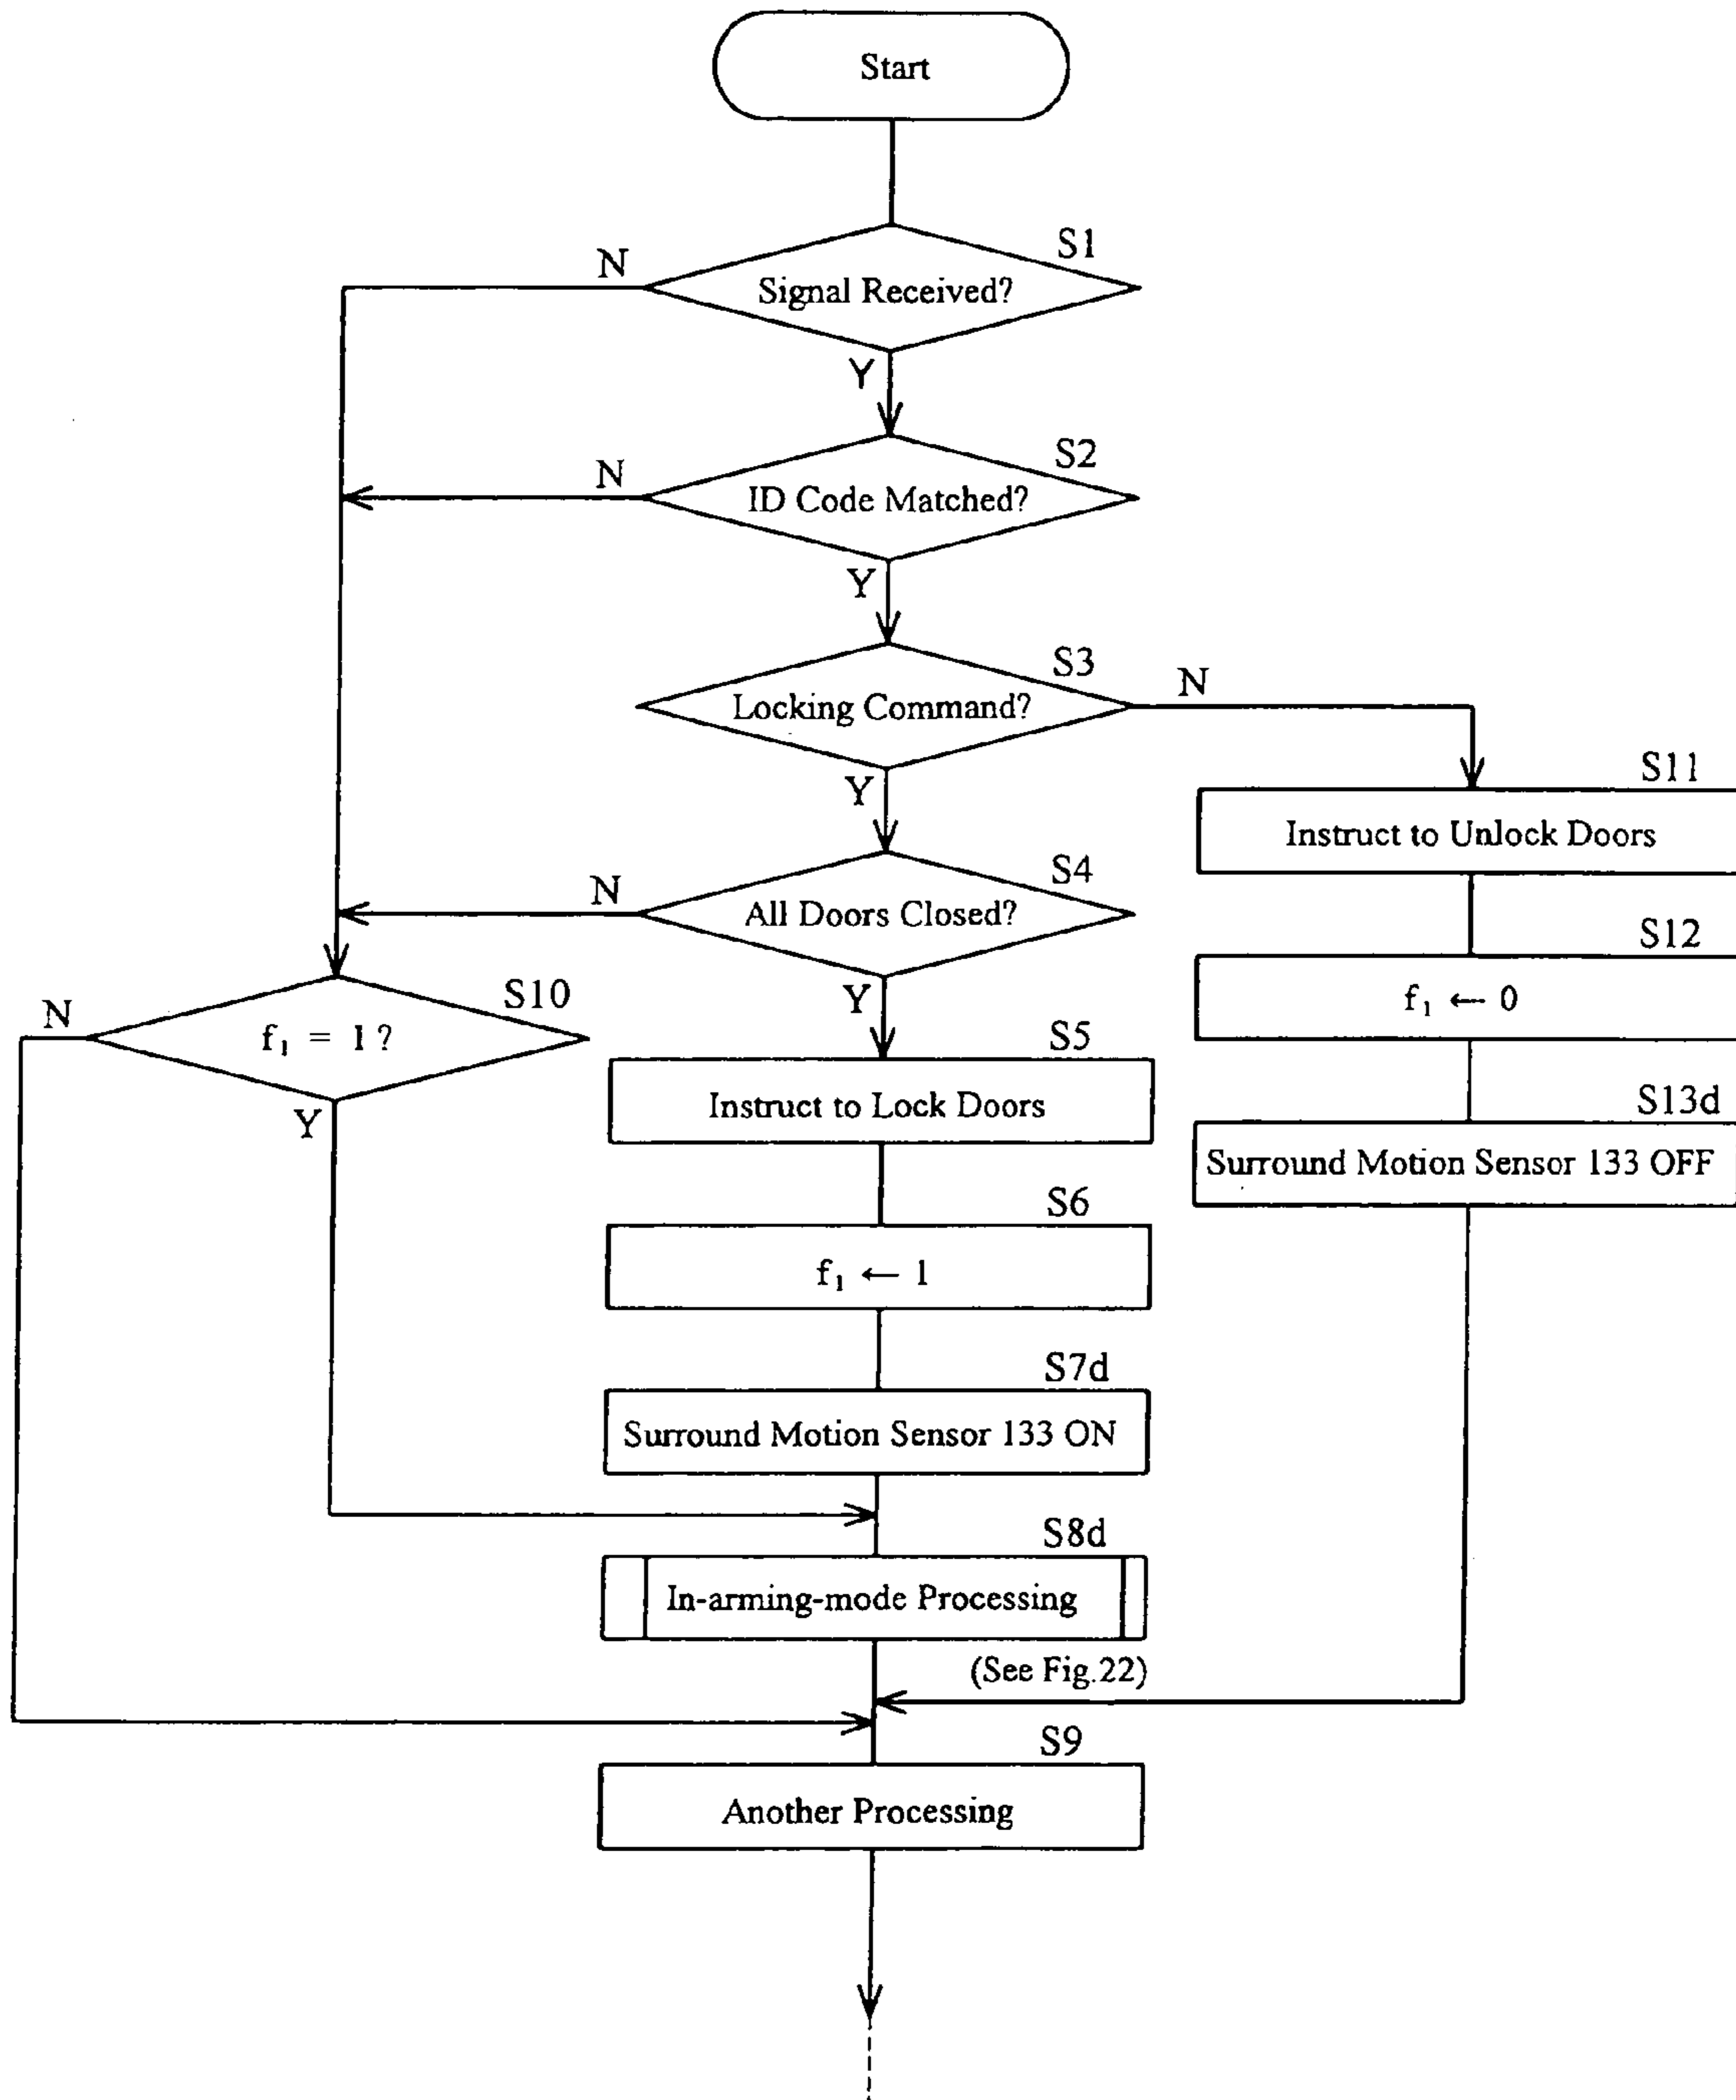 Start
S1
N
Signal Received?
Y
S2
N
ID Code Matched?
Y
S3
N
Locking Command?
Y
S11
Instruct to Unlock Doors
S4
N
All Doors Closed?
Y
S12
f₁ ← 0
S10
N
f₁ = 1?
Y
S5
Instruct to Lock Doors
S13d
Surround Motion Sensor 133 OFF
S6
f₁ ← 1
S7d
Surround Motion Sensor 133 ON
S8d
In-arming-mode Processing
(See Fig.22)
S9
Another Processing